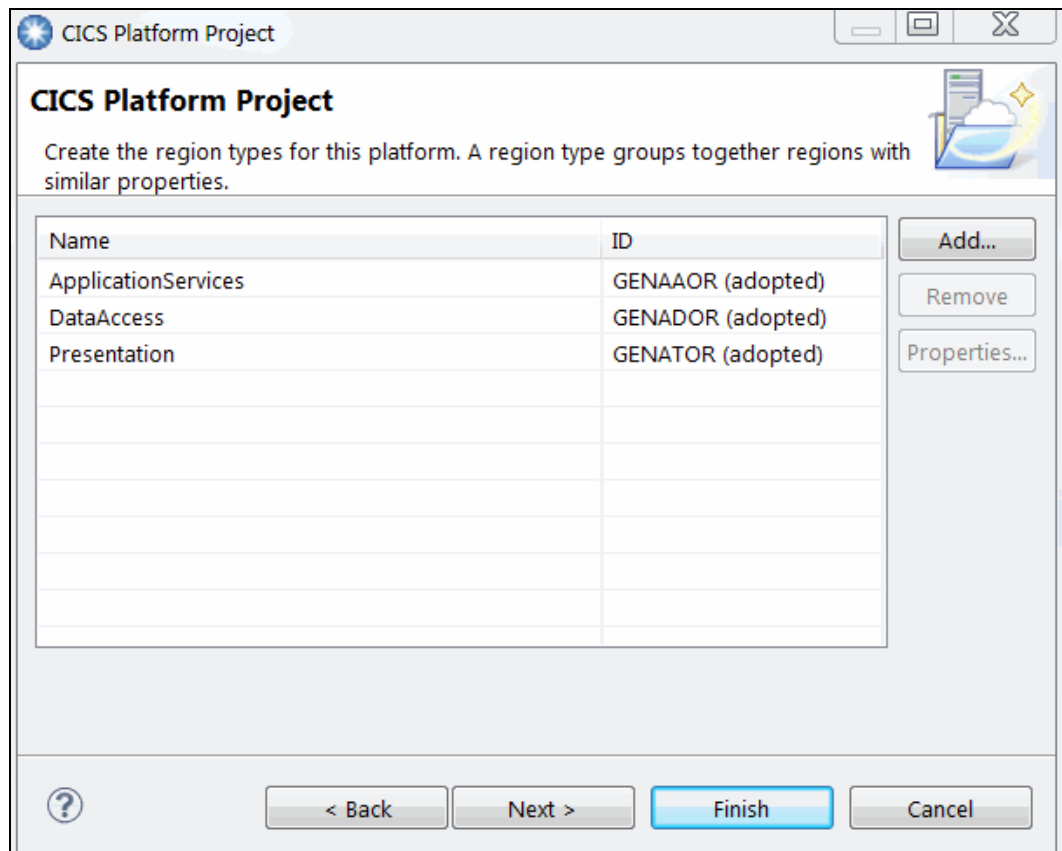 CICS Platform Project
CICS Platform Project
Create the region types for this platform. A region type groups together regions with
similar properties.
Name ID
Add...
ApplicationServices GENAAOR (adopted)
Remove
DataAccess GENADOR (adopted)
Presentation GENATOR (adopted)
Properties...
?
< Back Next > Finish Cancel